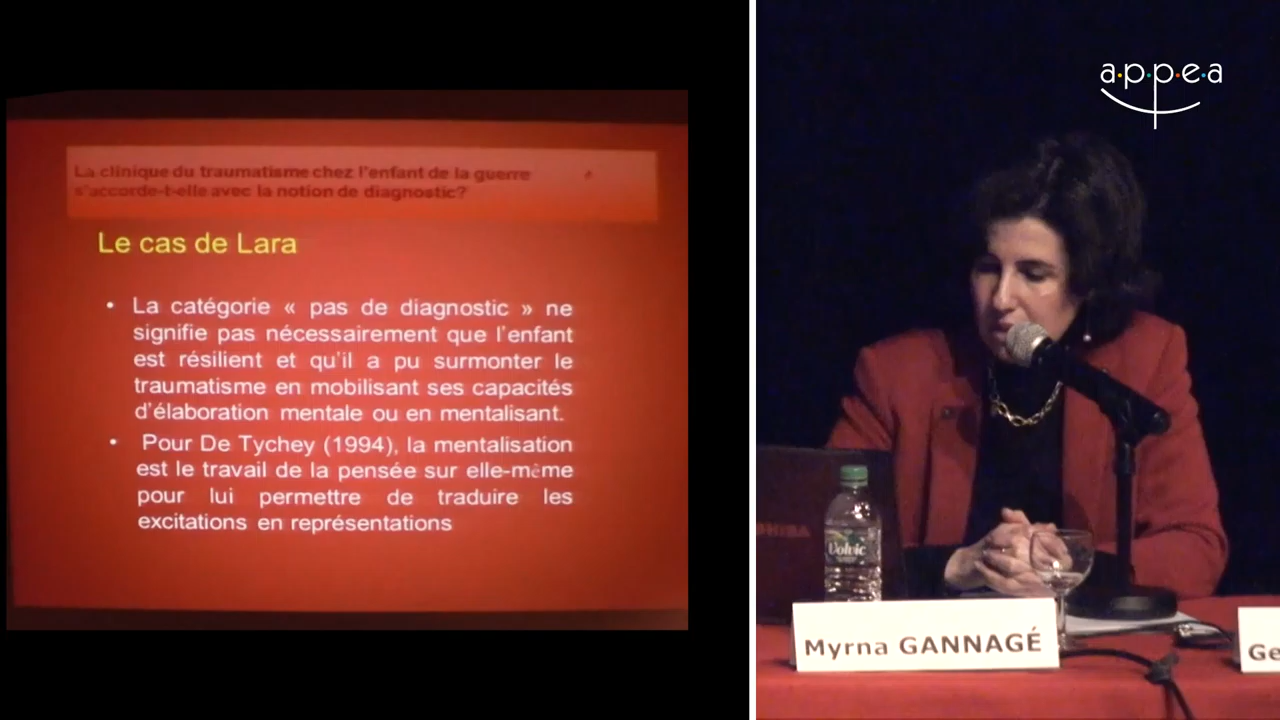 La clinique du traumatisme chez l'enfant de la guerre
s'accorde-t-elle avec la notion de diagnostic?
Le cas de Lara
• La catégorie « pas de diagnostic » ne
signifie pas nécessairement que l'enfant
est résilient et qu'il a pu surmonter le
traumatisme en mobilisant ses capacités
d'élaboration mentale ou en mentalisant.
• Pour De Tychey (1994), la mentalisation
est le travail de la pensée sur elle-mème
pour lui permettre de traduire les
excitations en représentations
a.p.p.e.a
Volvic
Myrna GANNAGÉ
Ge